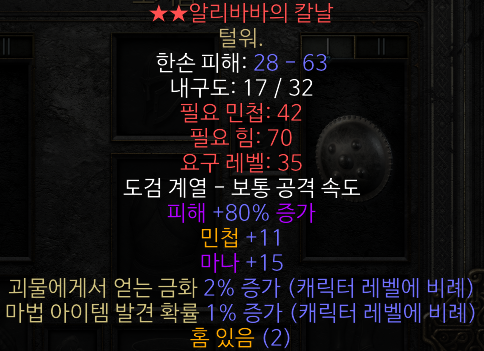 ★★알리바바의 칼날
털워.
한손 피해: 28 - 63
내구도: 17 / 32
필요 민첩: 42
필요 힘: 70
요구 레벨: 35
도검 계열 - 보통 공격 속도
피해 +80% 증가
민첩 +11
마나 +15
괴물에게서 얻는 금화 2% 증가 (캐릭터 레벨에 비례)
마법 아이템 발견 확률 1% 증가 (캐릭터 레벨에 비례)
홈 있음 (2)